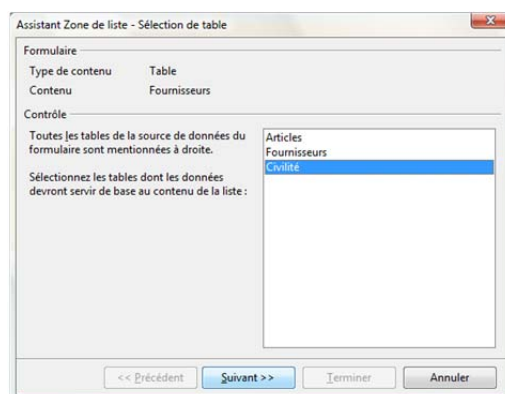 Assistant Zone de liste - Sélection de table
Formulaire
Type de contenu Table
Contenu Fournisseurs
Contrôle
Toutes les tables de la source de données du
formulaire sont mentionnées à droite.
Sélectionnez les tables dont les données
devront servir de base au contenu de la liste :
Articles
Fournisseurs
Civilité
<< Précédent Suivant >> Terminer Annuler